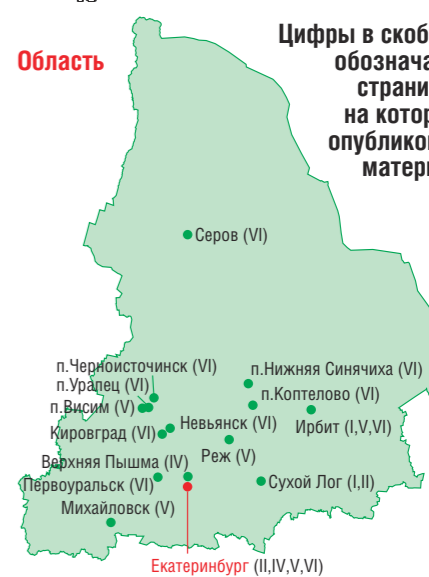 Область
Цифры в скоб
обознача
страни
на котор
опубликов
матери
Серов (VI)
п.Черноисточинск (VI)
п.Уралец (VI)
п.Висим (V)
Кировград (VI)
Невьянск (VI)
п.Нижняя Синячиха (VI)
п.Коптелово (VI)
Ирбит (I,V,VI)
Реж (V)
Верхняя Пышма (IV)
Первоуральск (VI)
Сухой Лог (I,II)
Михайловск (V)
Екатеринбург (II,IV,V,VI)